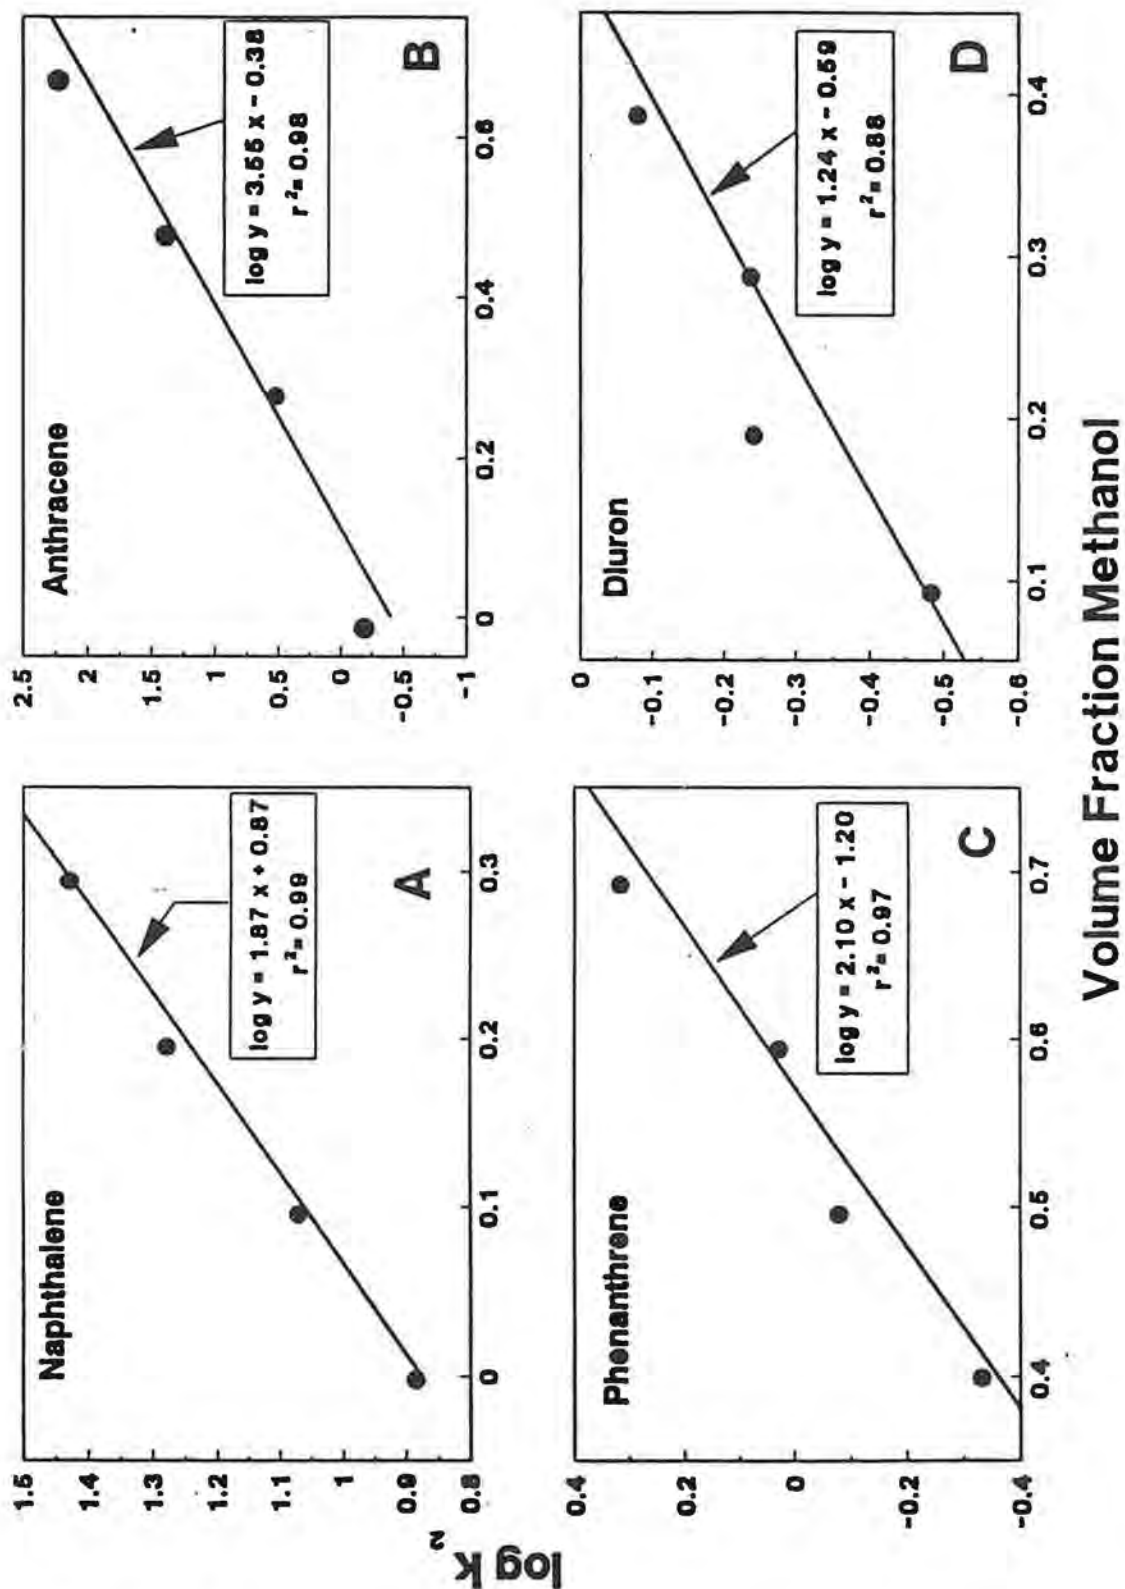 Naphthalene
1.5
1.4
1.3
1.2
1.1
1
0.9
0.8
log y = 1.87 x + 0.87
r²= 0.99
A
0
0.1
0.2
0.3
Anthracene
2.5
2
1.5
1
0.5
0
-0.5
-1
log y = 3.55 x - 0.38
r²= 0.98
B
0
0.2
0.4
0.6
log k 2
Phenanthrene
0.4
0.2
0
-0.2
-0.4
log y = 2.10 x - 1.20
r²= 0.97
C
0.4
0.5
0.6
0.7
Diuron
0
-0.1
-0.2
-0.3
-0.4
-0.5
-0.6
log y = 1.24 x - 0.59
r²= 0.88
D
0.1
0.2
0.3
0.4
Volume Fraction Methanol